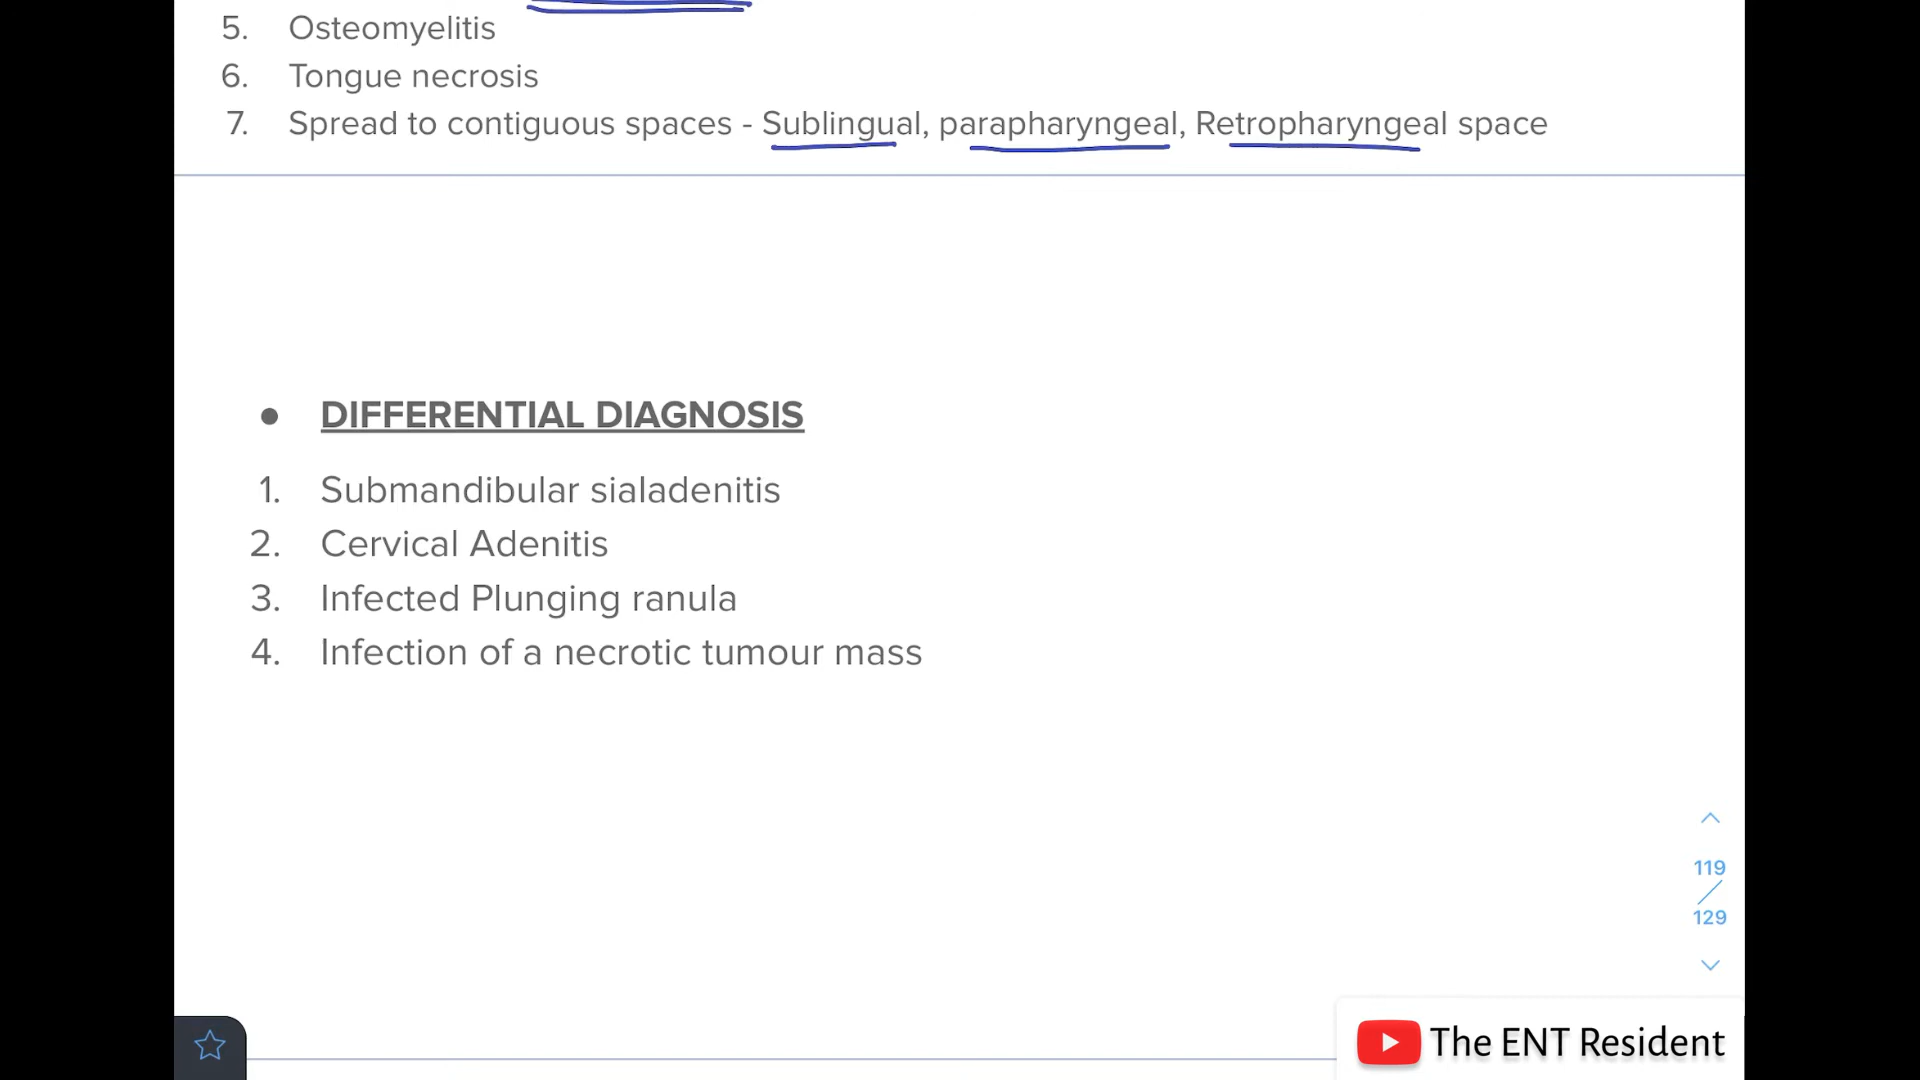 5. Osteomyelitis
6. Tongue necrosis
7. Spread to contiguous spaces - Sublingual, parapharyngeal, Retropharyngeal space
● DIFFERENTIAL DIAGNOSIS
1. Submandibular sialadenitis
2. Cervical Adenitis
3. Infected Plunging ranula
4. Infection of a necrotic tumour mass
119
129
The ENT Resident